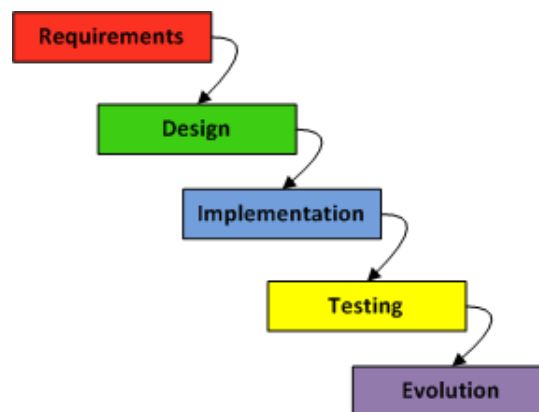 Requirements
Design
Implementation
Testing
Evolution